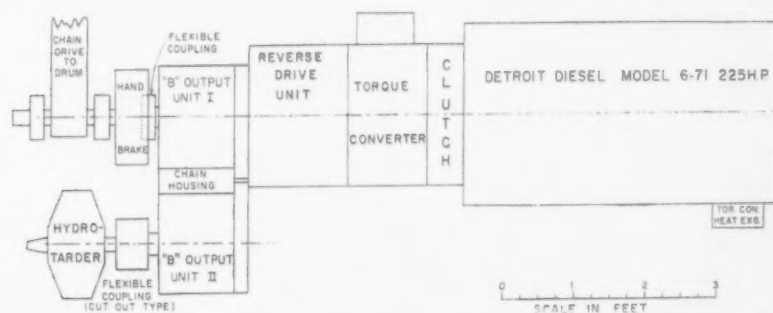 FLEXIBLE
COUPLING
CHAIN
DRIVE
TO
DRUM
HAND
BRAKE
"B" OUTPUT
UNIT I
REVERSE
DRIVE
UNIT
TORQUE
CONVERTER
CLUTCH
DETROIT DIESEL MODEL 6-71 225 H.P.
CHAIN
HOUSING
HYDRO-
TARDER
"B" OUTPUT
UNIT II
FLEXIBLE
COUPLING
(CUT OUT TYPE)
TOR. CON.
HEAT EXG.
0 1 2 3
SCALE IN FEET